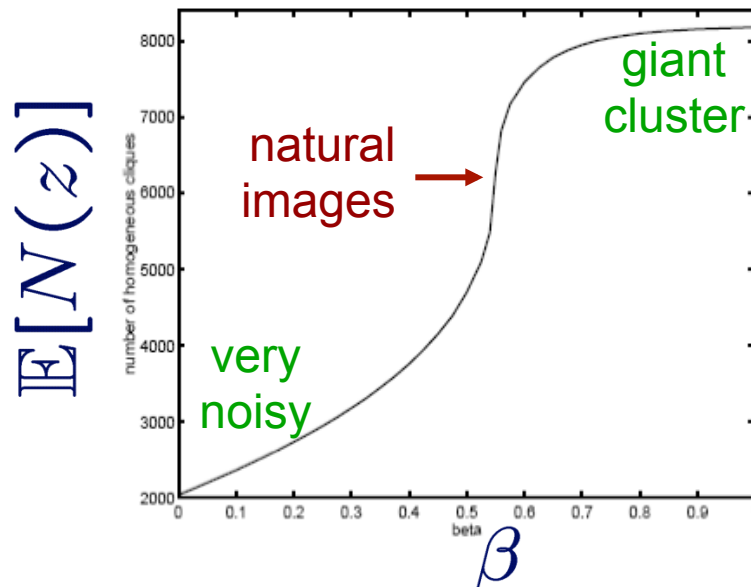 𝔼[N(z)]
number of homogeneous cliques
8000
7000
6000
5000
4000
3000
2000
giant
cluster
natural
images
very
noisy
0 0.1 0.2 0.3 0.4 0.5 0.6 0.7 0.8 0.9
beta
β